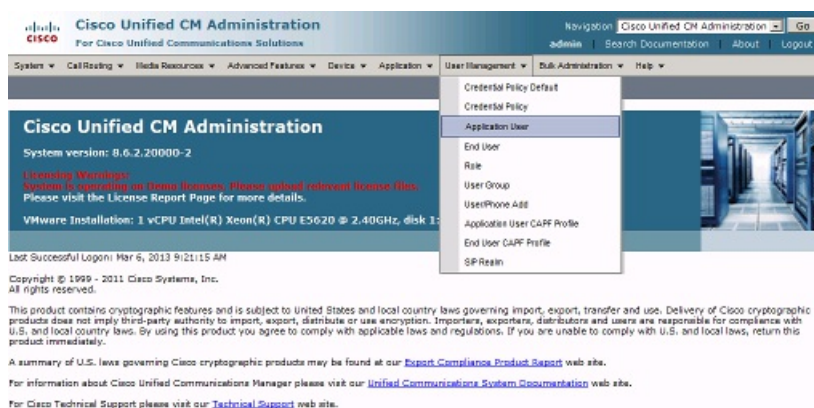 Cisco Unified CM Administration
For Cisco Unified Communications Solutions
Navigation Cisco Unified CM Administration Go
admin | Search Documentation | About | Logout
CISCO
System Call Routing Media Resources Advanced Features Device Application User Management Bulk Administration Help
Credential Policy Default
Credential Policy
Application User
End User
Role
User Group
User/Phone Add
Application User CAPF Profile
End User CAPF Profile
SIP Realm
Cisco Unified CM Administration
System version: 8.6.2.20000-2
Licensing Warnings:
System is operating on Demo licenses. Please upload relevant license files.
Please visit the License Report Page for more details.
VMware Installation: 1 vCPU Intel(R) Xeon(R) CPU E5620 @ 2.40GHz, disk 1:
Last Successful Logon: Mar 6, 2013 9:21:15 AM
Copyright © 1999 - 2011 Cisco Systems, Inc.
All rights reserved.
This product contains cryptographic features and is subject to United States and local country laws governing import, export, transfer and use. Delivery of Cisco cryptographic
products does not imply third-party authority to import, export, distribute or use encryption. Importers, exporters, distributors and users are responsible for compliance with
U.S. and local country laws. By using this product you agree to comply with applicable laws and regulations. If you are unable to comply with U.S. and local laws, return this
product immediately.
A summary of U.S. laws governing Cisco cryptographic products may be found at our Export Compliance Product Report web site.
For information about Cisco Unified Communications Manager please visit our Unified Communications System Documentation web site.
For Cisco Technical Support please visit our Technical Support web site.